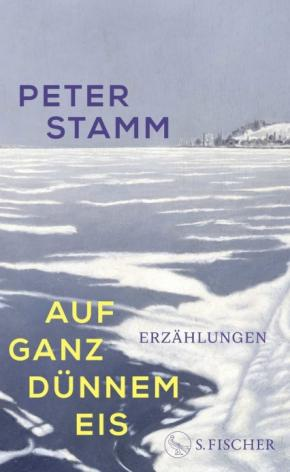 PETER
STAMM
AUF
GANZ
ERZÄHLUNGEN
DÜNNEM
EIS
S. FISCHER